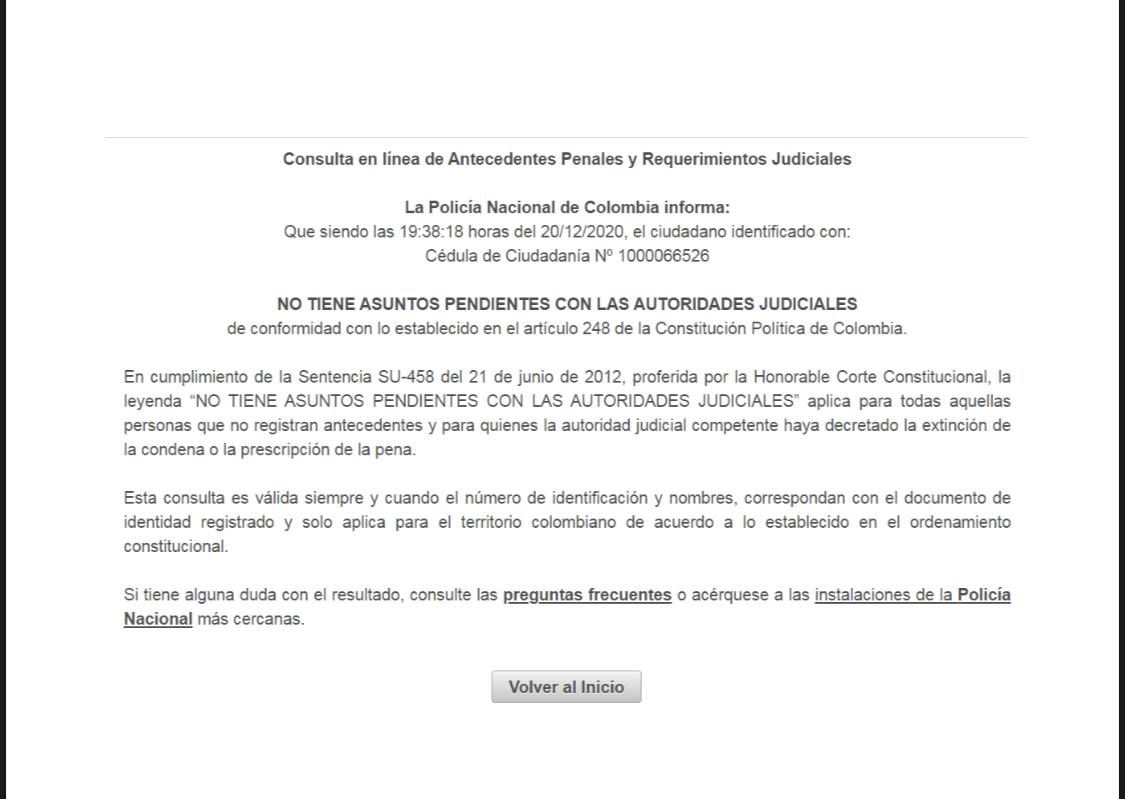 Consulta en línea de Antecedentes Penales y Requerimientos Judiciales
La Policía Nacional de Colombia informa:
Que siendo las 19:38:18 horas del 20/12/2020, el ciudadano identificado con:
Cédula de Ciudadanía Nº 1000066526
NO TIENE ASUNTOS PENDIENTES CON LAS AUTORIDADES JUDICIALES
de conformidad con lo establecido en el artículo 248 de la Constitución Política de Colombia.
En cumplimiento de la Sentencia SU-458 del 21 de junio de 2012, proferida por la Honorable Corte Constitucional, la
leyenda “NO TIENE ASUNTOS PENDIENTES CON LAS AUTORIDADES JUDICIALES” aplica para todas aquellas
personas que no registran antecedentes y para quienes la autoridad judicial competente haya decretado la extinción de
la condena o la prescripción de la pena.
Esta consulta es válida siempre y cuando el número de identificación y nombres, correspondan con el documento de
identidad registrado y solo aplica para el territorio colombiano de acuerdo a lo establecido en el ordenamiento
constitucional.
Si tiene alguna duda con el resultado, consulte las preguntas frecuentes o acérquese a las instalaciones de la Policía
Nacional más cercanas.
Volver al Inicio